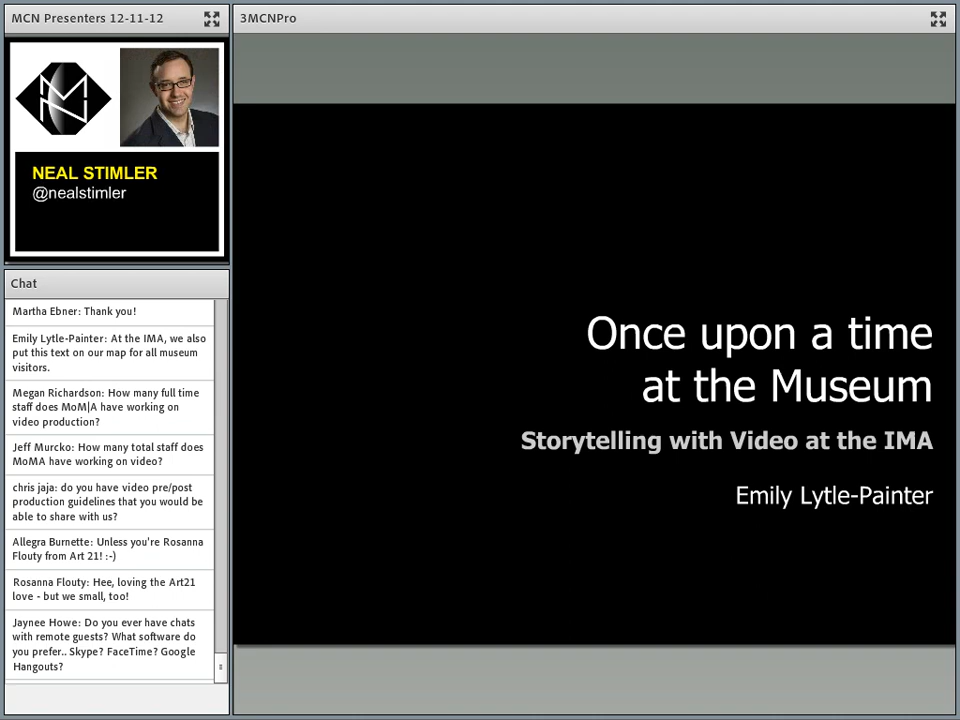 MCN Presenters 12-11-12
NEAL STIMLER
@nealstimler
Chat
Martha Ebner: Thank you!
Emily Lytle-Painter: At the IMA, we also
put this text on our map for all museum
visitors.
Megan Richardson: How many full time
staff does MoM|A have working on
video production?
Jeff Murcko: How many total staff does
MoMA have working on video?
chris jaja: do you have video pre/post
production guidelines that you would be
able to share with us?
Allegra Burnette: Unless you're Rosanna
Flouty from Art 21! :-)
Rosanna Flouty: Hee, loving the Art21
love - but we small, too!
Jaynee Howe: Do you ever have chats
with remote guests? What software do
you prefer.. Skype? FaceTime? Google
Hangouts?
3MCNPro
Once upon a time
at the Museum
Storytelling with Video at the IMA
Emily Lytle-Painter